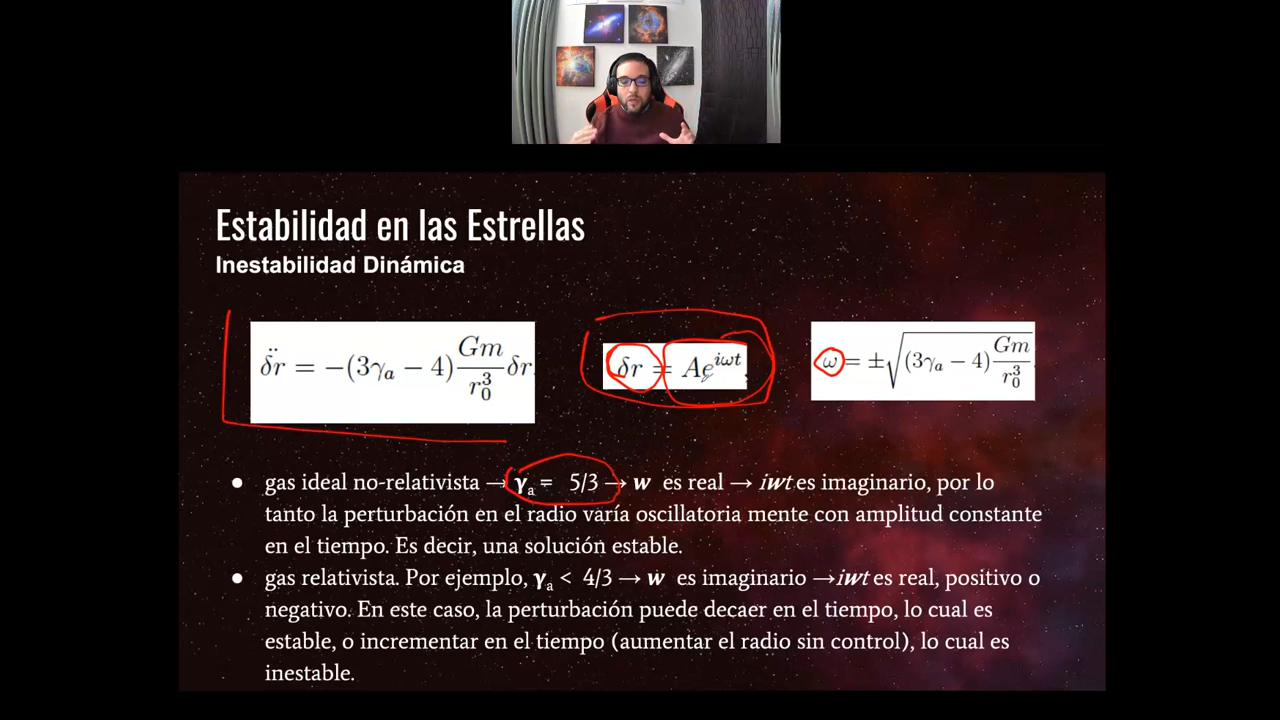 Estabilidad en las Estrellas
Inestabilidad Dinámica
δ̈r = −(3γₐ − 4) Gm/r₀³ δr
δr = Ae^{iωt}
ω = ±√((3γₐ − 4) Gm/r₀³)
● gas ideal no-relativista → γₐ = 5/3 → w es real → iwt es imaginario, por lo
tanto la perturbación en el radio varía oscillatoria mente con amplitud constante
en el tiempo. Es decir, una solución estable.
● gas relativista. Por ejemplo, γₐ < 4/3 → w es imaginario →iwt es real, positivo o
negativo. En este caso, la perturbación puede decaer en el tiempo, lo cual es
estable, o incrementar en el tiempo (aumentar el radio sin control), lo cual es
inestable.